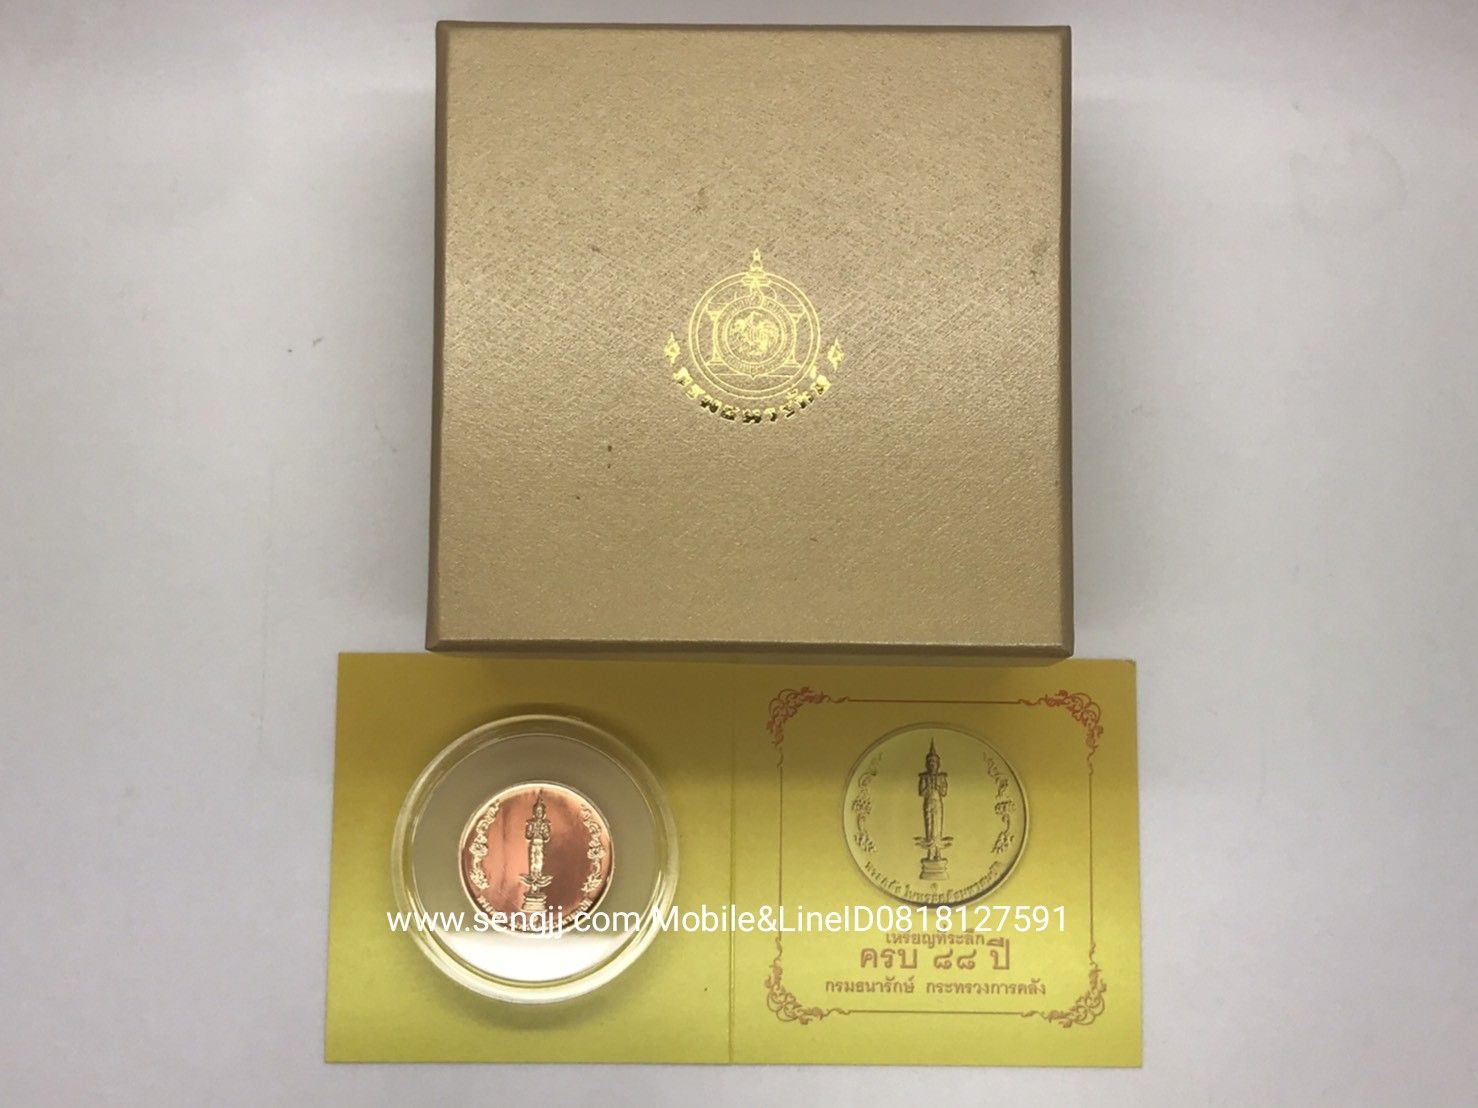 กรมธนารักษ์
www.sengjj.com Mobile&LineID0818127591
เหรียญที่ระลึก
ครบ ๘๘ ปี
กรมธนารักษ์ กระทรวงการคลัง